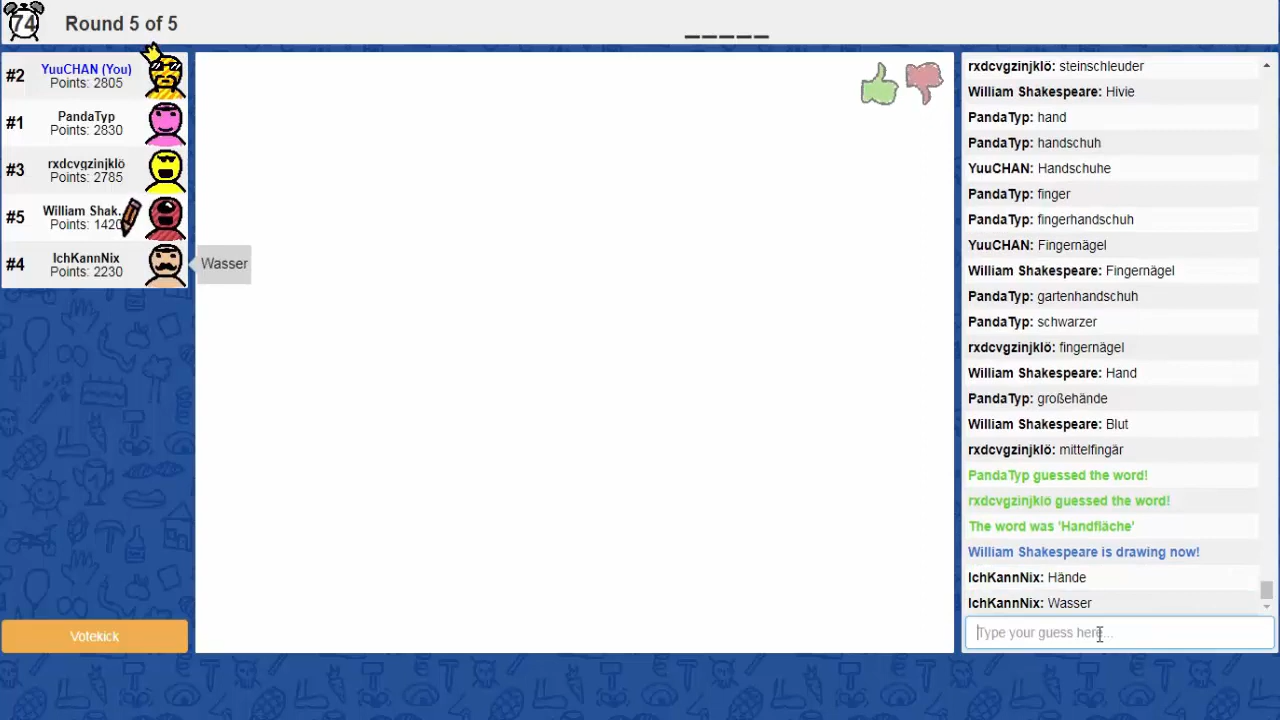 74
Round 5 of 5
_ _ _ _ _
#2 YuuCHAN (You)
Points: 2805
#1 PandaTyp
Points: 2830
#3 rxdcvgzinjklö
Points: 2785
#5 William Shak.
Points: 1420
#4 IchKannNix
Points: 2230
Wasser
Votekick
rxdcvgzinjklö: steinschleuder
William Shakespeare: Hivie
PandaTyp: hand
PandaTyp: handschuh
YuuCHAN: Handschuhe
PandaTyp: finger
PandaTyp: fingerhandschuh
YuuCHAN: Fingernägel
William Shakespeare: Fingernägel
PandaTyp: gartenhandschuh
PandaTyp: schwarzer
rxdcvgzinjklö: fingernägel
William Shakespeare: Hand
PandaTyp: großehände
William Shakespeare: Blut
rxdcvgzinjklö: mittelfingär
PandaTyp guessed the word!
rxdcvgzinjklö guessed the word!
The word was 'Handfläche'
William Shakespeare is drawing now!
IchKannNix: Hände
IchKannNix: Wasser
Type your guess here...